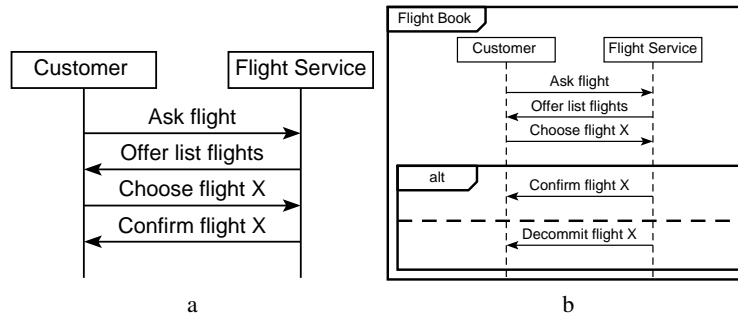 Customer
Flight Service
Ask flight
Offer list flights
Choose flight X
Confirm flight X
a
Flight Book
Customer
Flight Service
Ask flight
Offer list flights
Choose flight X
alt
Confirm flight X
Decommit flight X
b